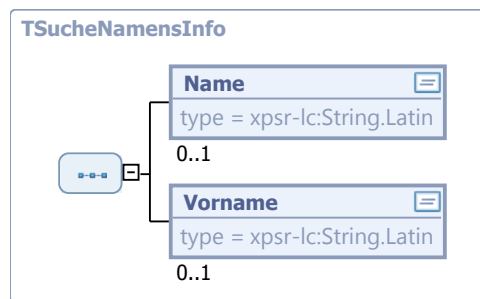 TSucheNamensInfo
Name
type = xpsr-lc:String.Latin
0..1
Vorname
type = xpsr-lc:String.Latin
0..1